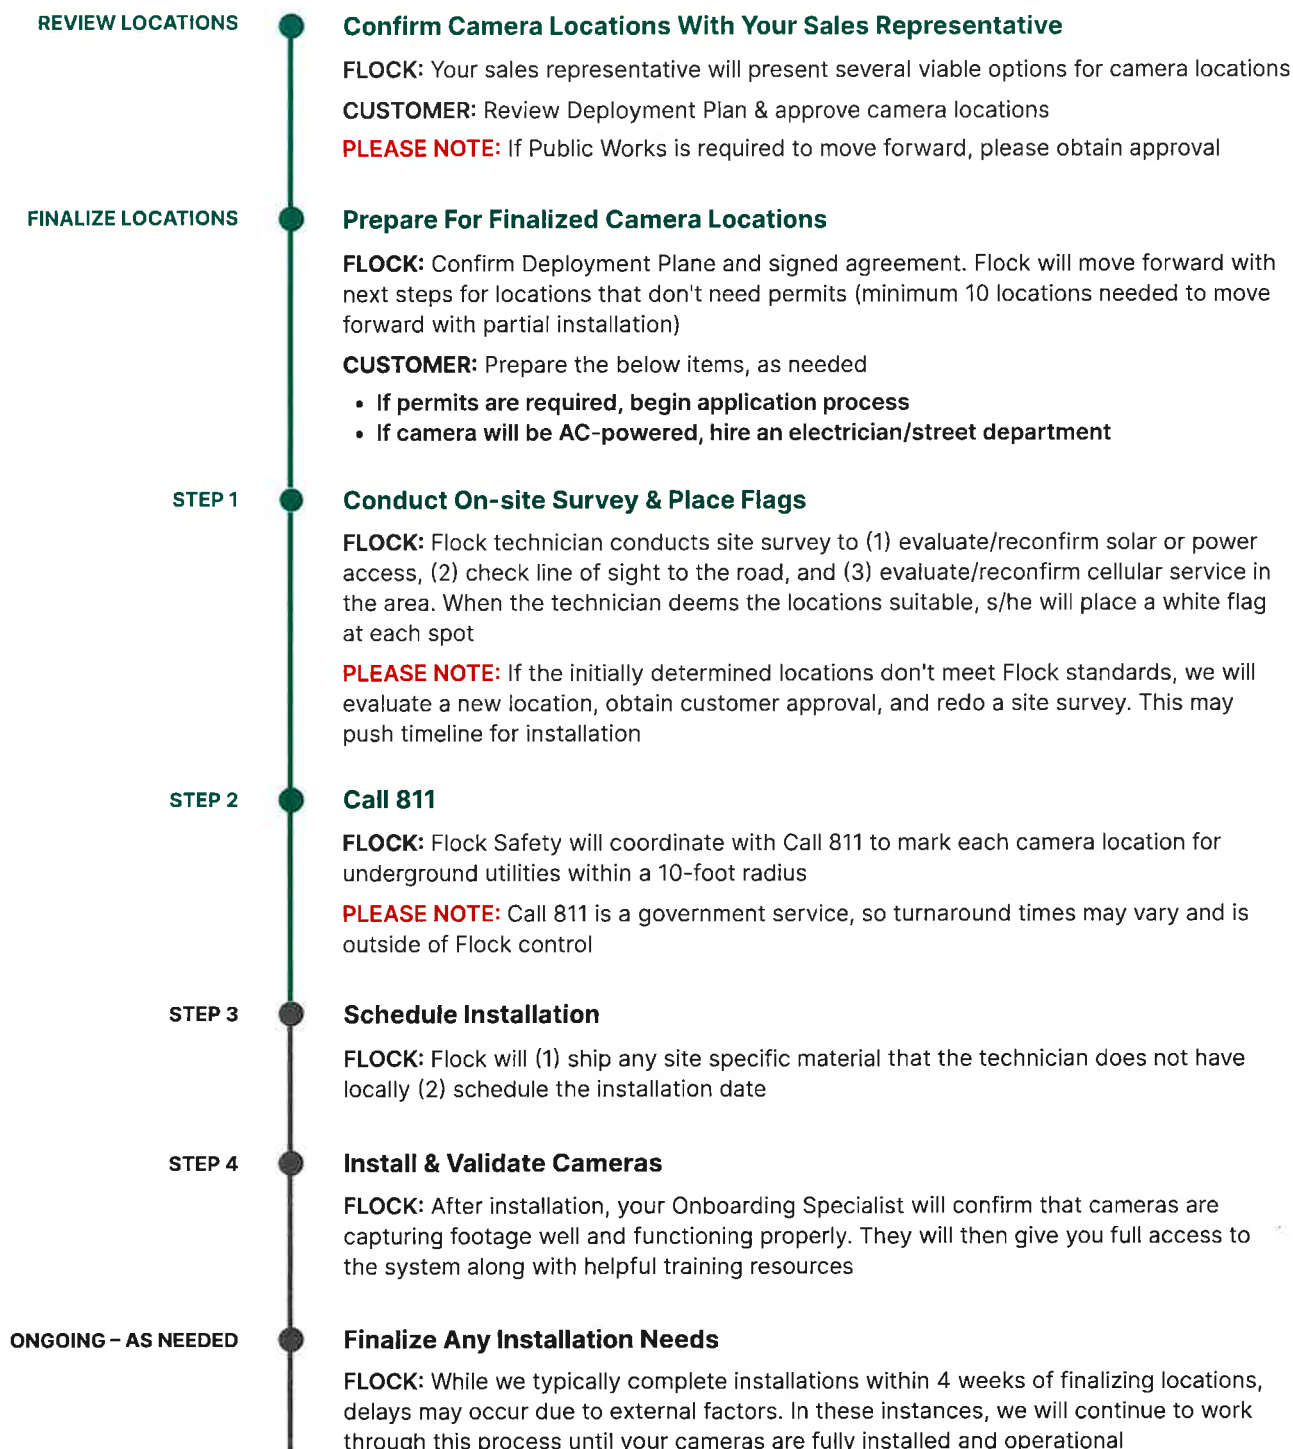 REVIEW LOCATIONS
Confirm Camera Locations With Your Sales Representative
FLOCK: Your sales representative will present several viable options for camera locations
CUSTOMER: Review Deployment Plan & approve camera locations
PLEASE NOTE: If Public Works is required to move forward, please obtain approval
FINALIZE LOCATIONS
Prepare For Finalized Camera Locations
FLOCK: Confirm Deployment Plane and signed agreement. Flock will move forward with
next steps for locations that don't need permits (minimum 10 locations needed to move
forward with partial installation)
CUSTOMER: Prepare the below items, as needed
• If permits are required, begin application process
• If camera will be AC-powered, hire an electrician/street department
STEP 1
Conduct On-site Survey & Place Flags
FLOCK: Flock technician conducts site survey to (1) evaluate/reconfirm solar or power
access, (2) check line of sight to the road, and (3) evaluate/reconfirm cellular service in
the area. When the technician deems the locations suitable, s/he will place a white flag
at each spot
PLEASE NOTE: If the initially determined locations don't meet Flock standards, we will
evaluate a new location, obtain customer approval, and redo a site survey. This may
push timeline for installation
STEP 2
Call 811
FLOCK: Flock Safety will coordinate with Call 811 to mark each camera location for
underground utilities within a 10-foot radius
PLEASE NOTE: Call 811 is a government service, so turnaround times may vary and is
outside of Flock control
STEP 3
Schedule Installation
FLOCK: Flock will (1) ship any site specific material that the technician does not have
locally (2) schedule the installation date
STEP 4
Install & Validate Cameras
FLOCK: After installation, your Onboarding Specialist will confirm that cameras are
capturing footage well and functioning properly. They will then give you full access to
the system along with helpful training resources
ONGOING – AS NEEDED
Finalize Any Installation Needs
FLOCK: While we typically complete installations within 4 weeks of finalizing locations,
delays may occur due to external factors. In these instances, we will continue to work
through this process until your cameras are fully installed and operational